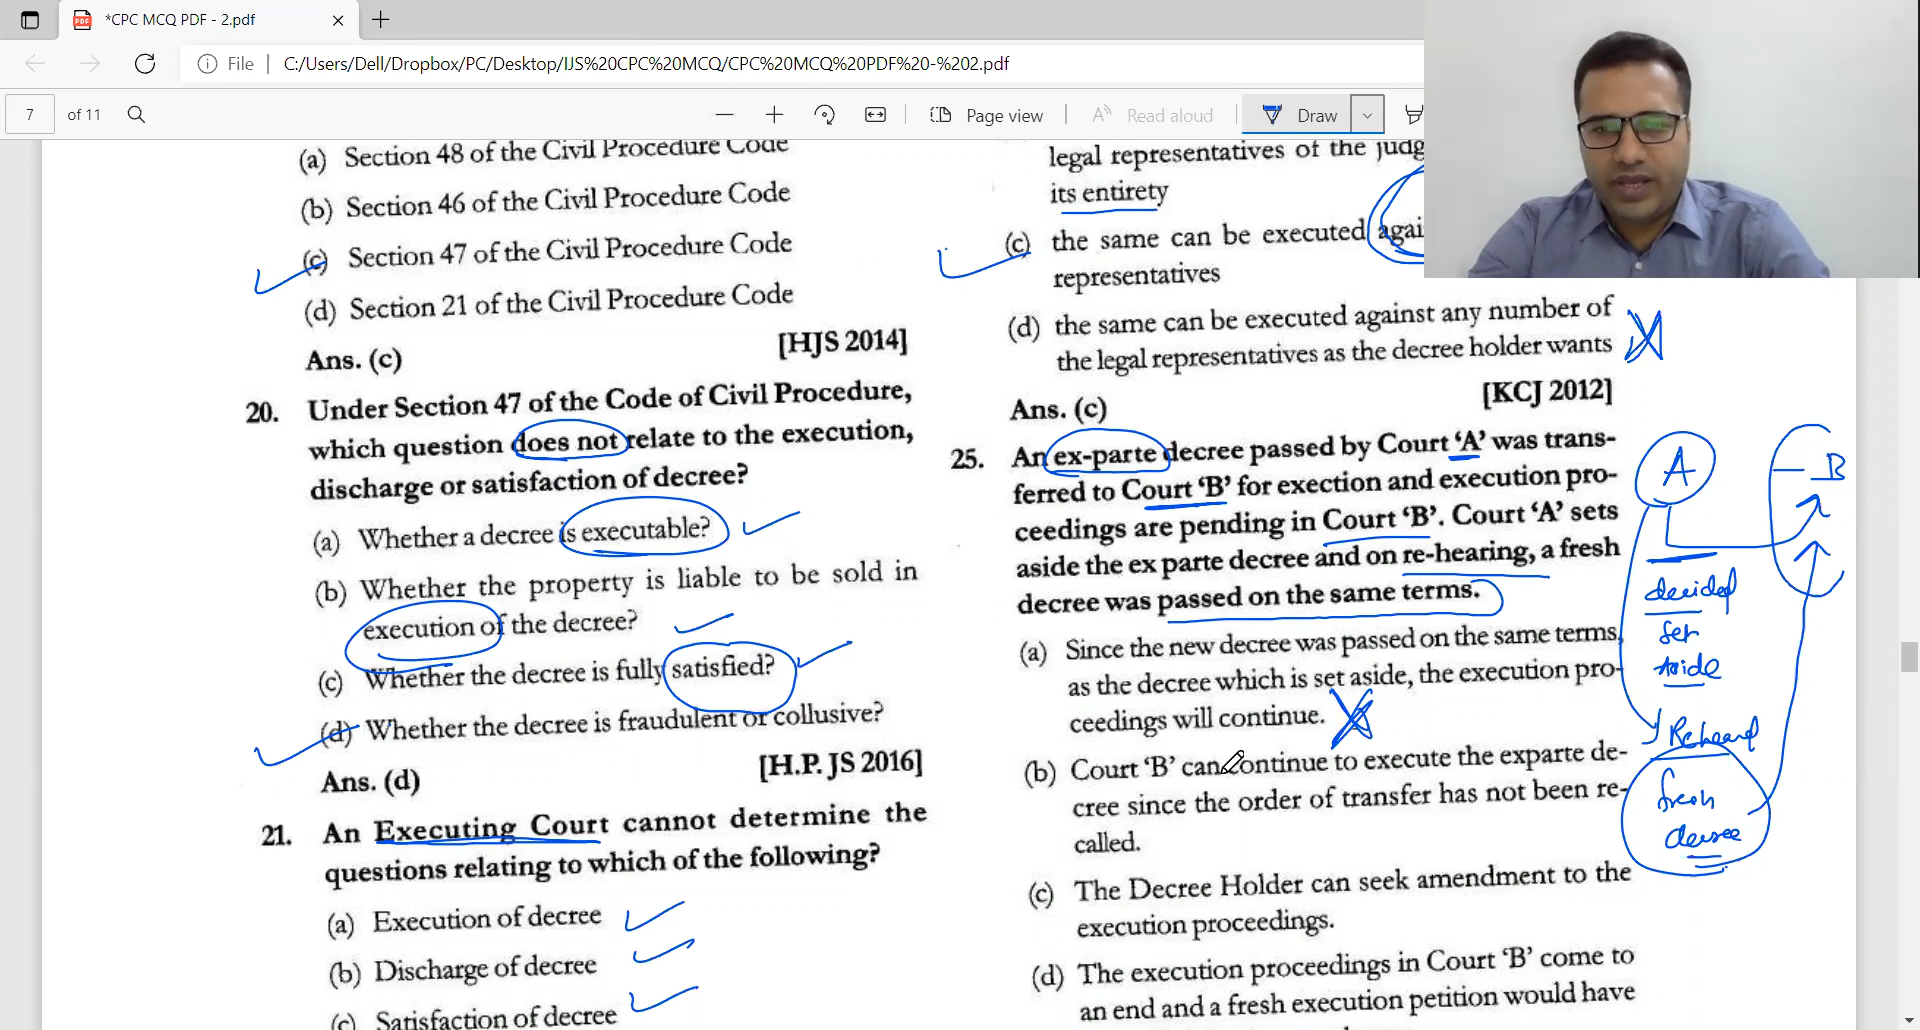 *CPC MCQ PDF - 2.pdf
File
C:/Users/Dell/Dropbox/PC/Desktop/IJS%20CPC%20MCQ/CPC%20MCQ%20PDF%20-%202.pdf
7 of 11
Page view
Read aloud
Draw
(a) Section 48 of the Civil Procedure Code
(b) Section 46 of the Civil Procedure Code
(c) Section 47 of the Civil Procedure Code
(d) Section 21 of the Civil Procedure Code
[HJS 2014]
Ans. (c)
20. Under Section 47 of the Code of Civil Procedure,
which question does not relate to the execution,
discharge or satisfaction of decree?
(a) Whether a decree is executable?
(b) Whether the property is liable to be sold in
execution of the decree?
(c) Whether the decree is fully satisfied?
(d) Whether the decree is fraudulent or collusive?
[H.P. JS 2016]
Ans. (d)
21. An Executing Court cannot determine the
questions relating to which of the following?
(a) Execution of decree
(b) Discharge of decree
(c) Satisfaction of decree
legal representatives of the judg
its entirety
(c) the same can be executed agai
representatives
(d) the same can be executed against any number of
the legal representatives as the decree holder wants
[KCJ 2012]
Ans. (c)
25. An ex-parte decree passed by Court ‘A’ was trans-
ferred to Court ‘B’ for exection and execution pro-
ceedings are pending in Court ‘B’. Court ‘A’ sets
aside the ex parte decree and on re-hearing, a fresh
decree was passed on the same terms.
(a) Since the new decree was passed on the same terms,
as the decree which is set aside, the execution pro-
ceedings will continue.
(b) Court ‘B’ can continue to execute the exparte de-
cree since the order of transfer has not been re-
called.
(c) The Decree Holder can seek amendment to the
execution proceedings.
(d) The execution proceedings in Court ‘B’ come to
an end and a fresh execution petition would have
A
B
decided
Set
Aside
Reheard
fresh
decree